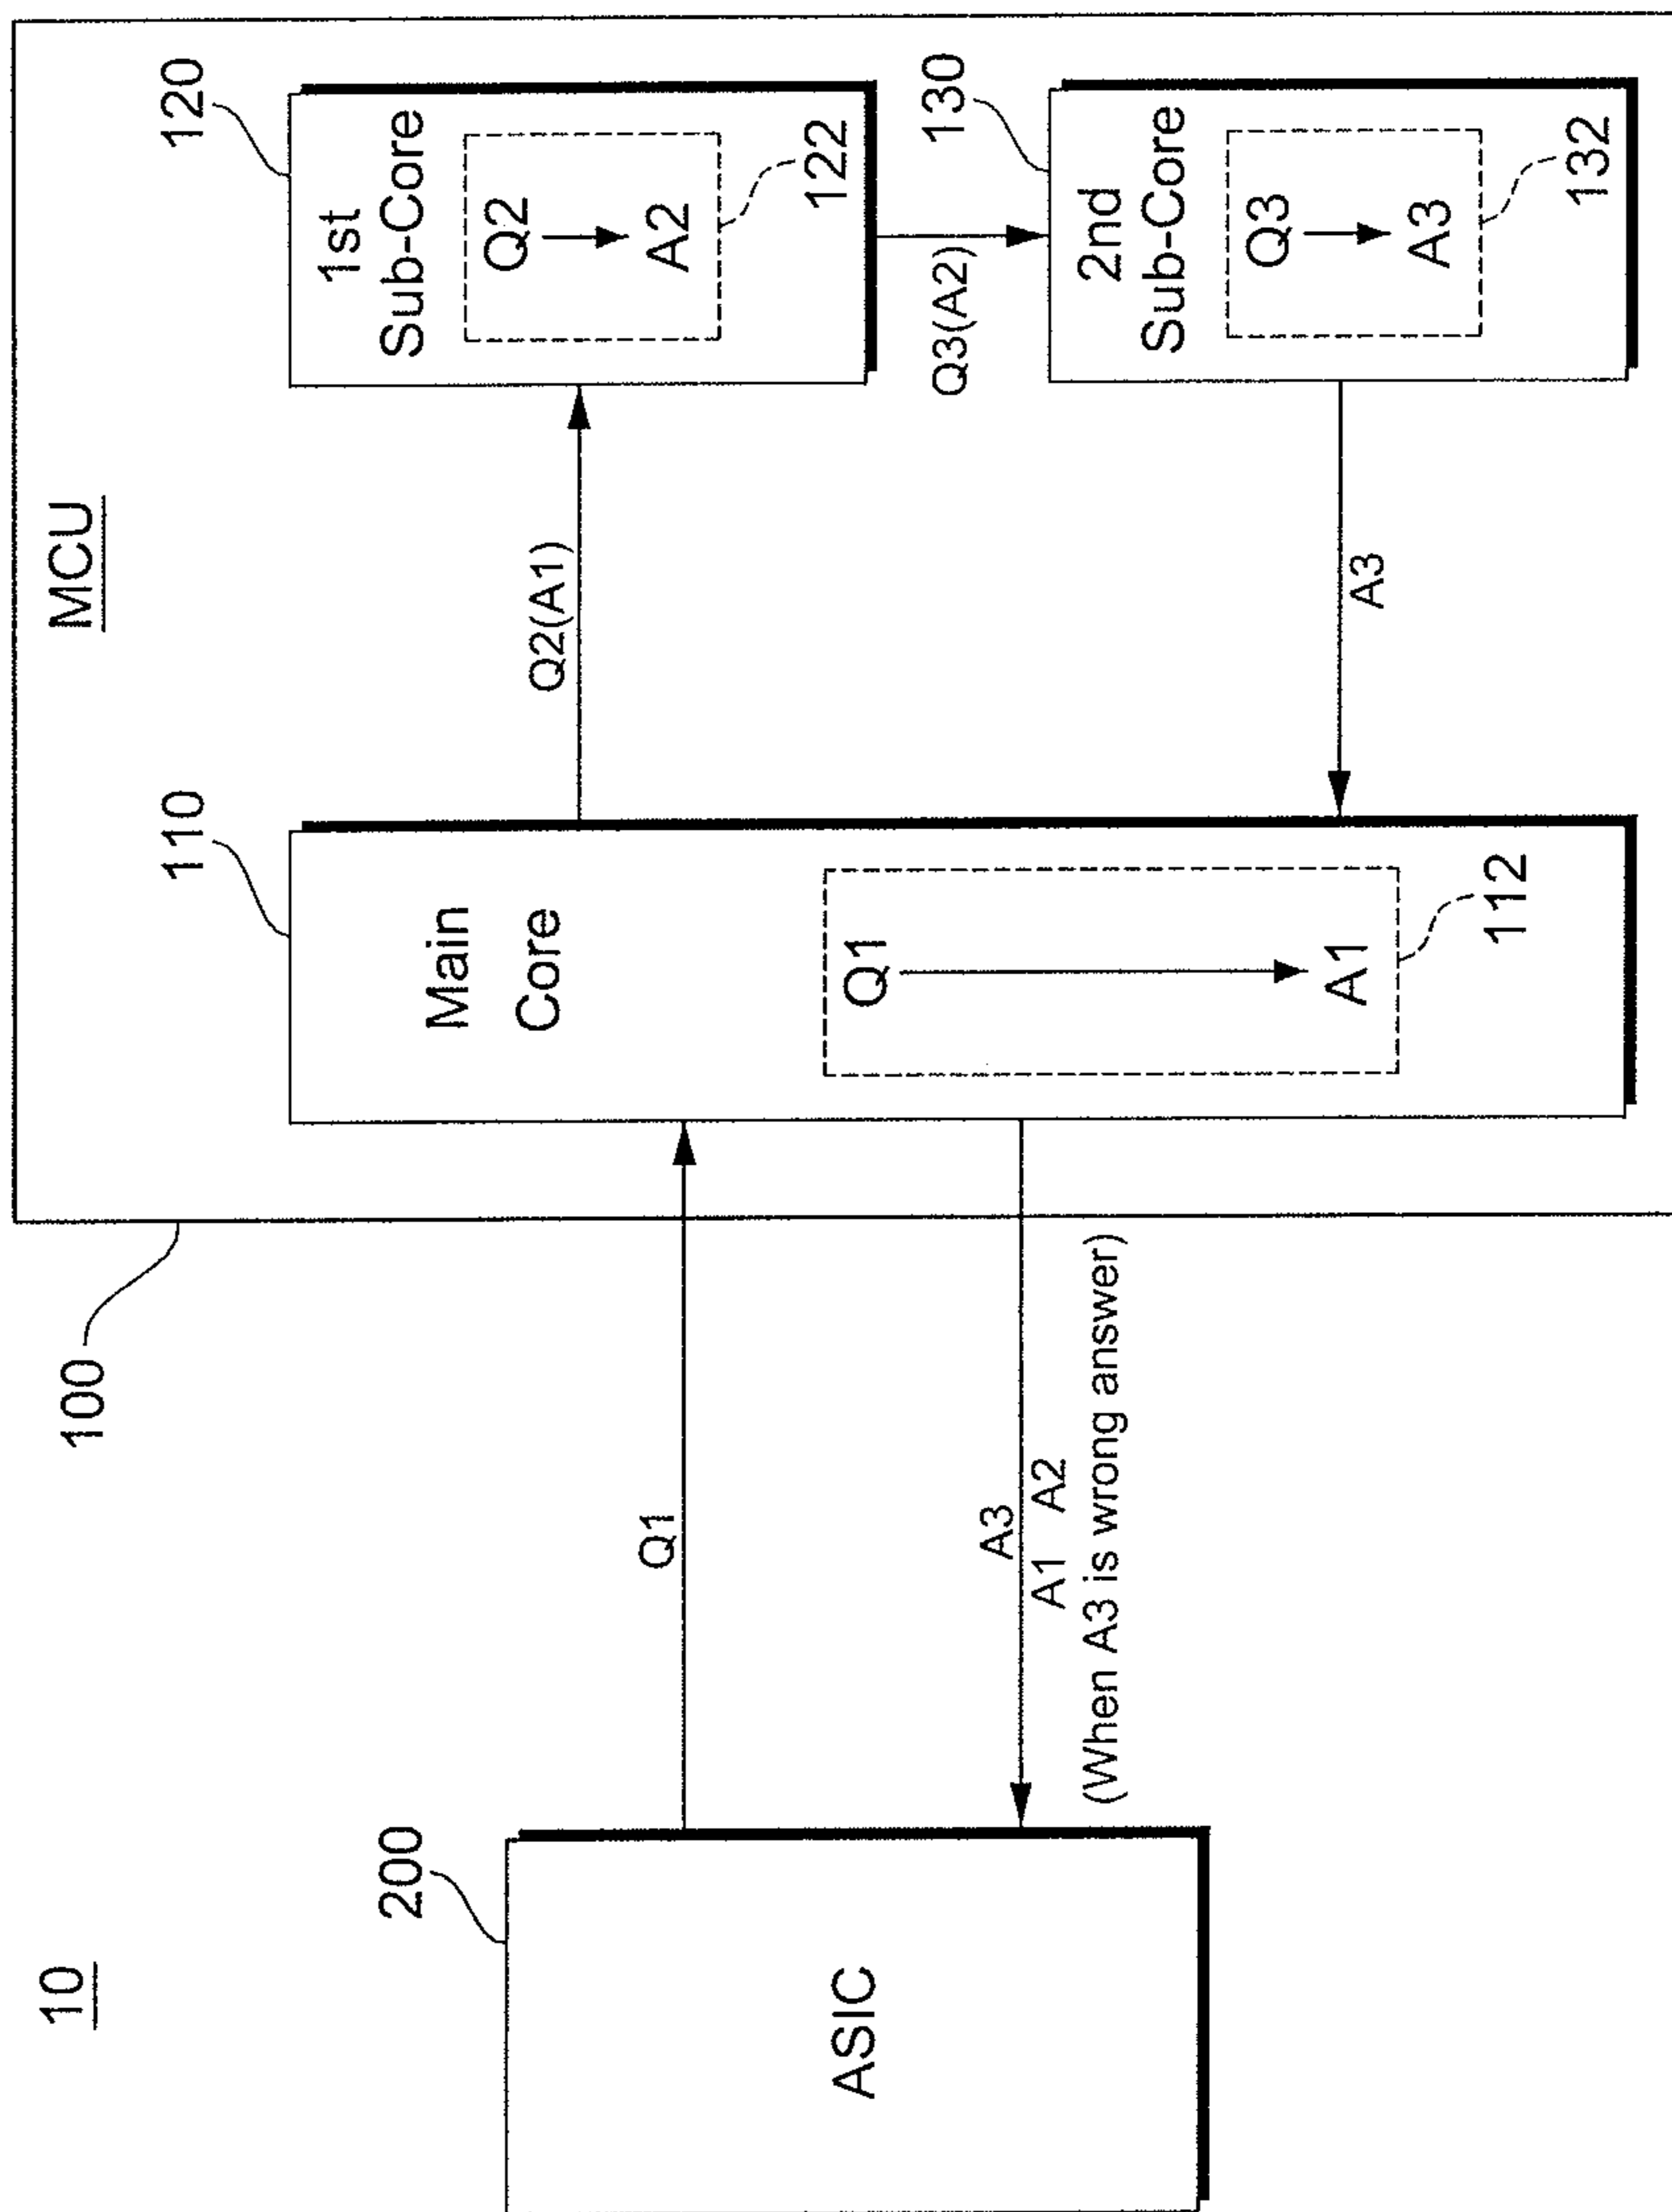 10
100
MCU
200
ASIC
Q1
A3
A1 A2
(When A3 is wrong answer)
110
Main
Core
Q1
A1
112
Q2(A1)
A3
120
1st
Sub-Core
Q2
A2
122
Q3(A2)
130
2nd
Sub-Core
Q3
A3
132